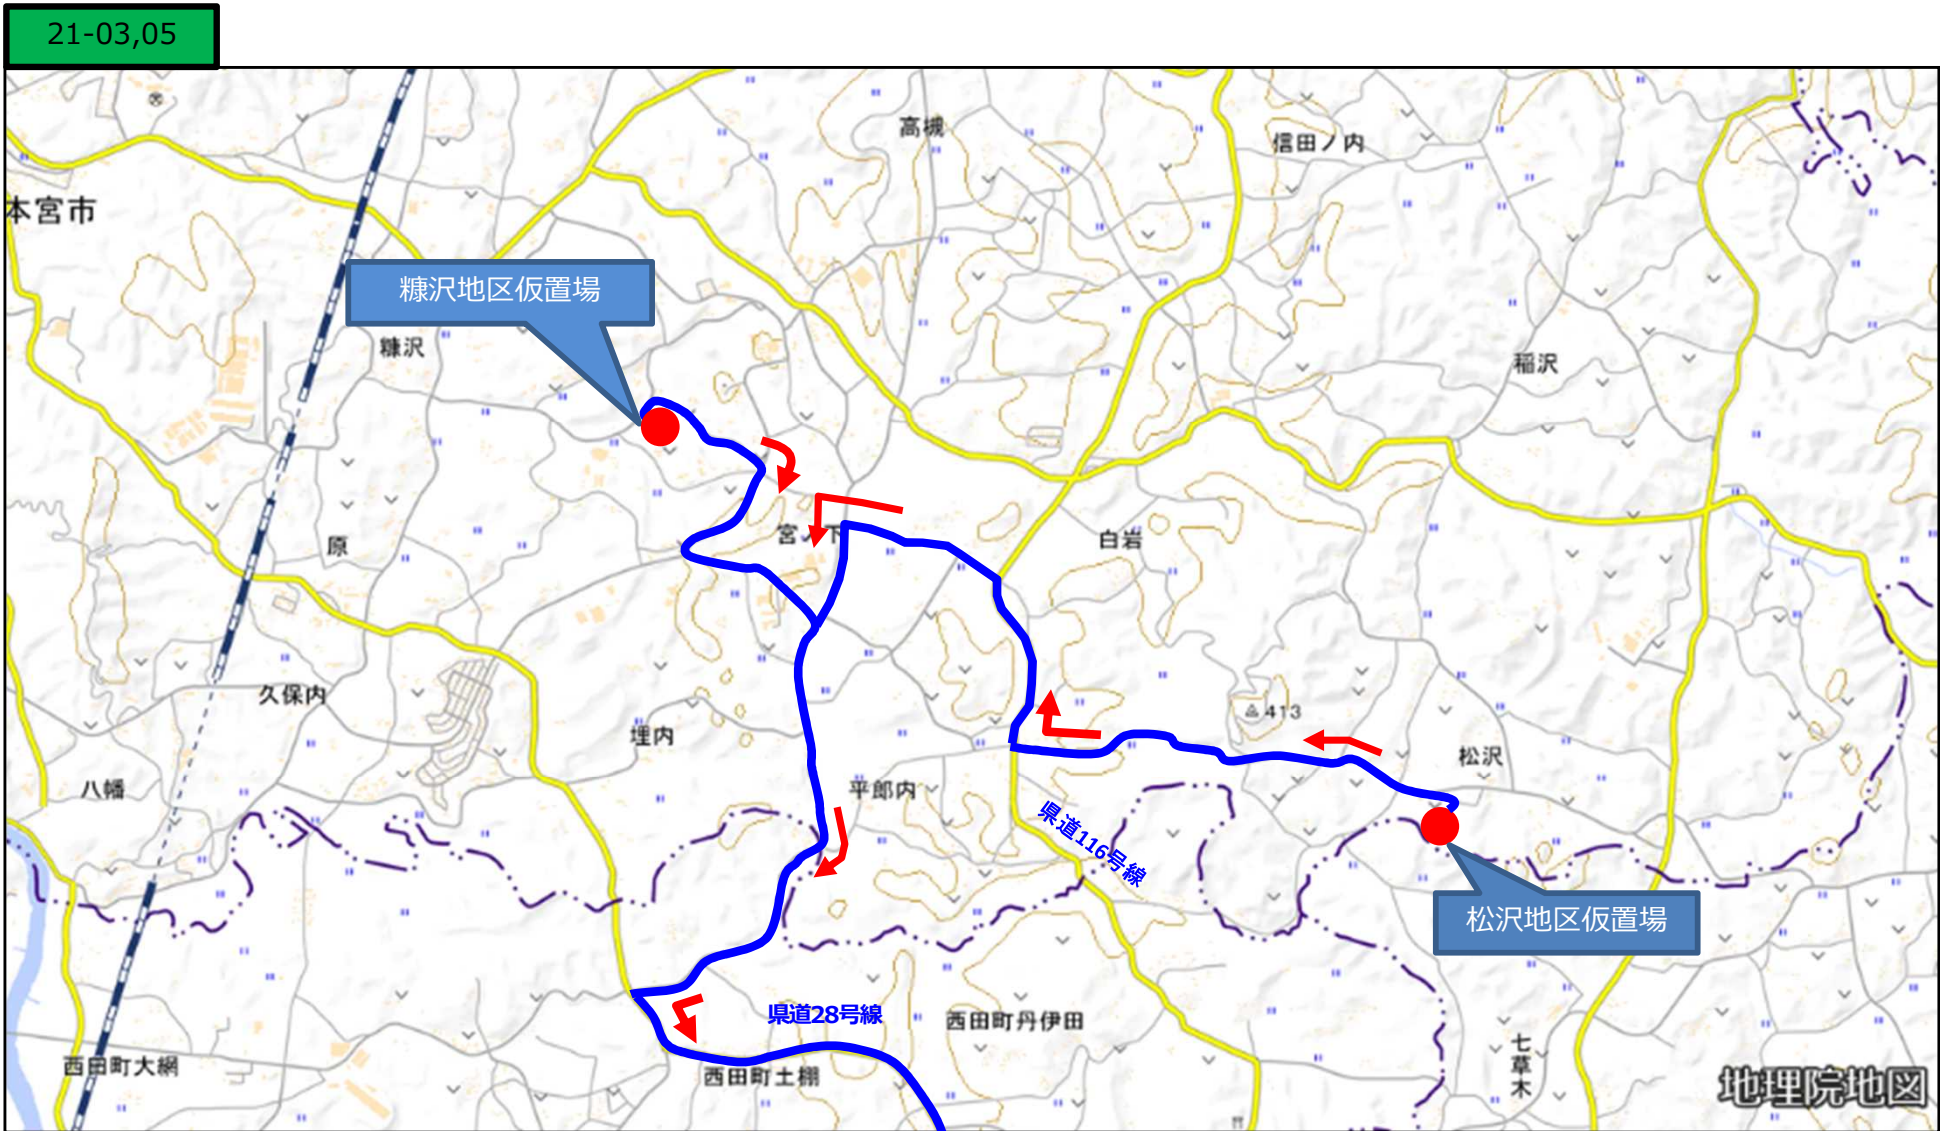 21-03,05
高槻
信田ノ内
本宮市
糠沢地区仮置場
糠沢
稲沢
宮ノ下
白岩
原
久保内
413
埋内
松沢
八幡
平郎内
県道116号線
松沢地区仮置場
県道28号線
西田町丹伊田
七草木
西田町大網
西田町土棚
地理院地図